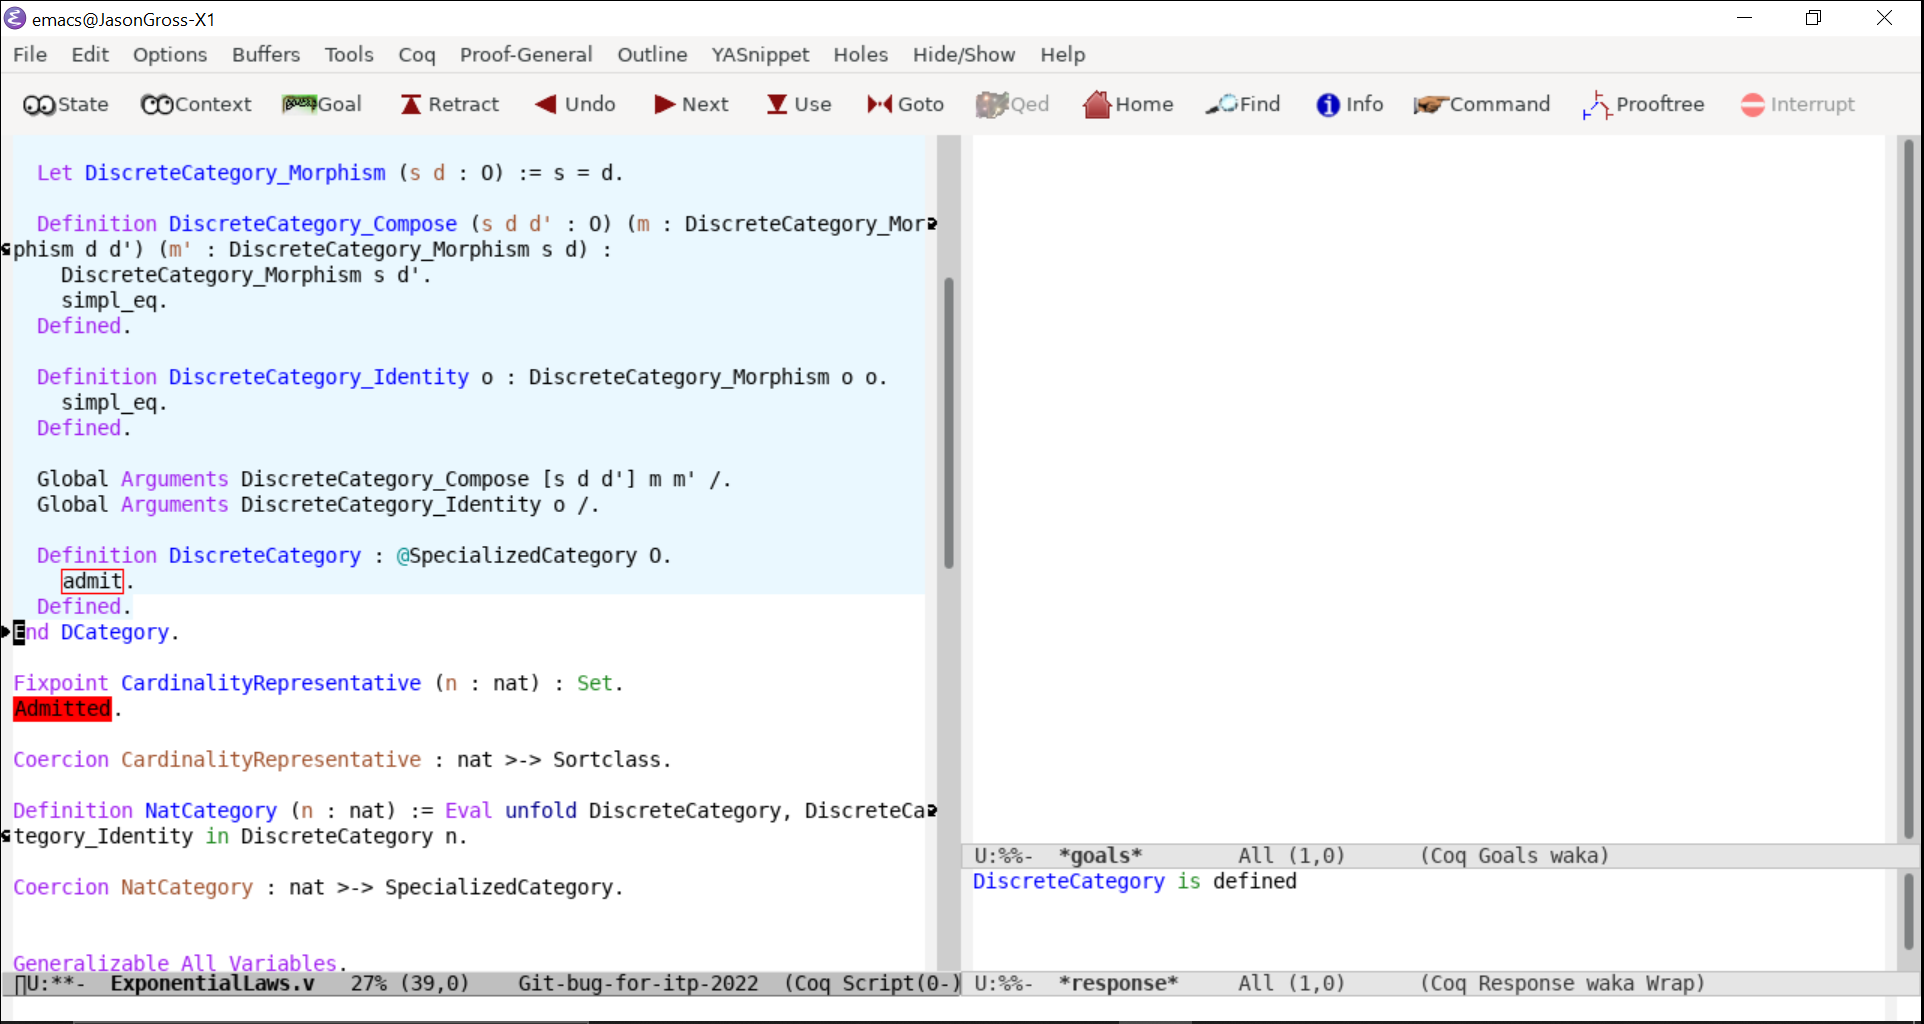 emacs@JasonGross-X1
File Edit Options Buffers Tools Coq Proof-General Outline YASnippet Holes Hide/Show Help
State Context Goal Retract Undo Next Use Goto Qed Home Find Info Command Prooftree Interrupt
Let DiscreteCategory_Morphism (s d : O) := s = d.
Definition DiscreteCategory_Compose (s d d' : O) (m : DiscreteCategory_Mor
phism d d') (m' : DiscreteCategory_Morphism s d) :
DiscreteCategory_Morphism s d'.
simpl_eq.
Defined.
Definition DiscreteCategory_Identity o : DiscreteCategory_Morphism o o.
simpl_eq.
Defined.
Global Arguments DiscreteCategory_Compose [s d d'] m m' /.
Global Arguments DiscreteCategory_Identity o /.
Definition DiscreteCategory : @SpecializedCategory O.
admit.
Defined.
End DCategory.
Fixpoint CardinalityRepresentative (n : nat) : Set.
Admitted.
Coercion CardinalityRepresentative : nat >-> Sortclass.
Definition NatCategory (n : nat) := Eval unfold DiscreteCategory, DiscreteCa
tegory_Identity in DiscreteCategory n.
Coercion NatCategory : nat >-> SpecializedCategory.
Generalizable All Variables.
U:**- ExponentialLaws.v 27% (39,0) Git-bug-for-itp-2022 (Coq Script(0-)
U:%%- *goals* All (1,0) (Coq Goals waka)
DiscreteCategory is defined
U:%%- *response* All (1,0) (Coq Response waka Wrap)